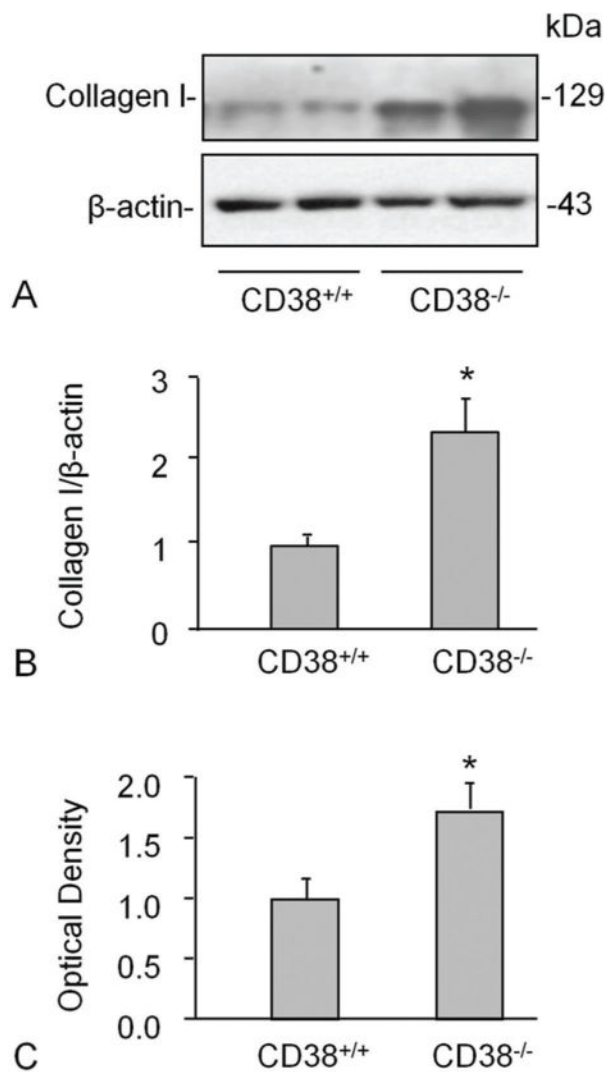 kDa
Collagen I-
-129
β-actin-
-43
A
CD38+/+
CD38-/-
3
*
2
1
0
Collagen I/β-actin
CD38+/+
CD38-/-
B
2.0
*
1.5
1.0
0.5
0.0
Optical Density
CD38+/+
CD38-/-
C